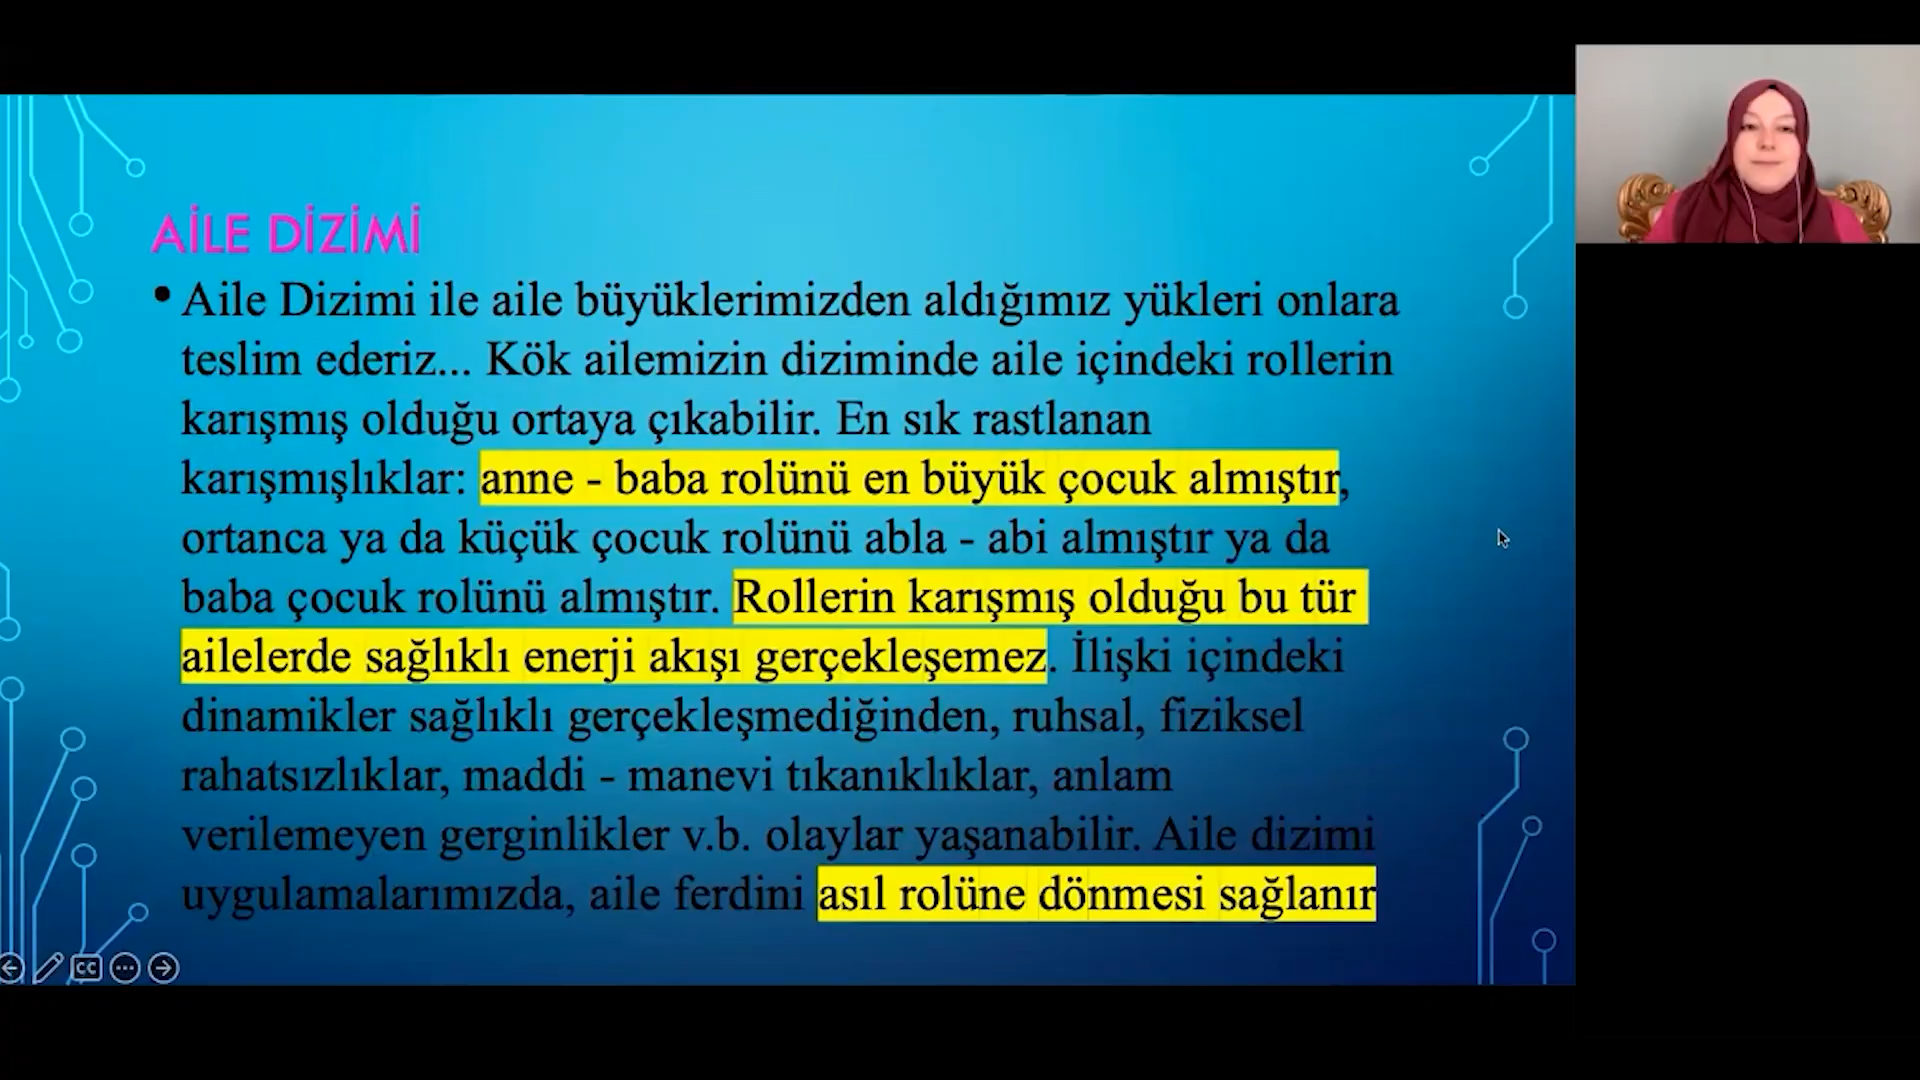 AİLE DİZİMİ
• Aile Dizimi ile aile büyüklerimizden aldığımız yükleri onlara
teslim ederiz... Kök ailemizin diziminde aile içindeki rollerin
karışmış olduğu ortaya çıkabilir. En sık rastlanan
karışmışlıklar: anne - baba rolünü en büyük çocuk almıştır,
ortanca ya da küçük çocuk rolünü abla - abi almıştır ya da
baba çocuk rolünü almıştır. Rollerin karışmış olduğu bu tür
ailelerde sağlıklı enerji akışı gerçekleşemez. İlişki içindeki
dinamikler sağlıklı gerçekleşmediğinden, ruhsal, fiziksel
rahatsızlıklar, maddi - manevi tıkanıklıklar, anlam
verilemeyen gerginlikler v.b. olaylar yaşanabilir. Aile dizimi
uygulamalarımızda, aile ferdini asıl rolüne dönmesi sağlanır
CC